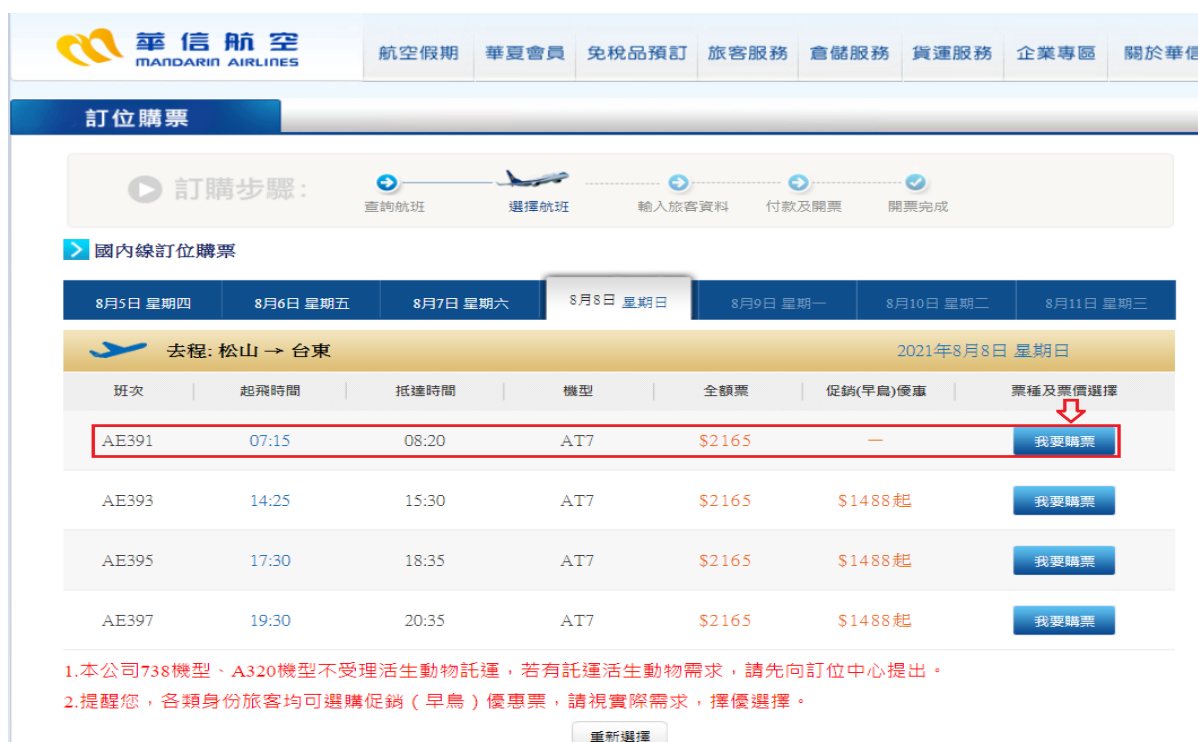 華信航空
MANDARIN AIRLINES
航空假期 華夏會員 免稅品預訂 旅客服務 倉儲服務 貨運服務 企業專區 關於華信
訂位購票
訂購步驟:
查詢航班 選擇航班 輸入旅客資料 付款及開票 開票完成
國內線訂位購票
8月5日 星期四 8月6日 星期五 8月7日 星期六 8月8日 星期日 8月9日 星期一 8月10日 星期二 8月11日 星期三
去程: 松山 → 台東 2021年8月8日 星期日
班次 起飛時間 抵達時間 機型 全額票 促銷(早鳥)優惠 票種及票價選擇
AE391 07:15 08:20 AT7 $2165 — 我要購票
AE393 14:25 15:30 AT7 $2165 $1488起 我要購票
AE395 17:30 18:35 AT7 $2165 $1488起 我要購票
AE397 19:30 20:35 AT7 $2165 $1488起 我要購票
1.本公司738機型、A320機型不受理活生動物託運，若有託運活生動物需求，請先向訂位中心提出。
2.提醒您，各類身份旅客均可選購促銷（早鳥）優惠票，請視實際需求，擇優選擇。
重新選擇